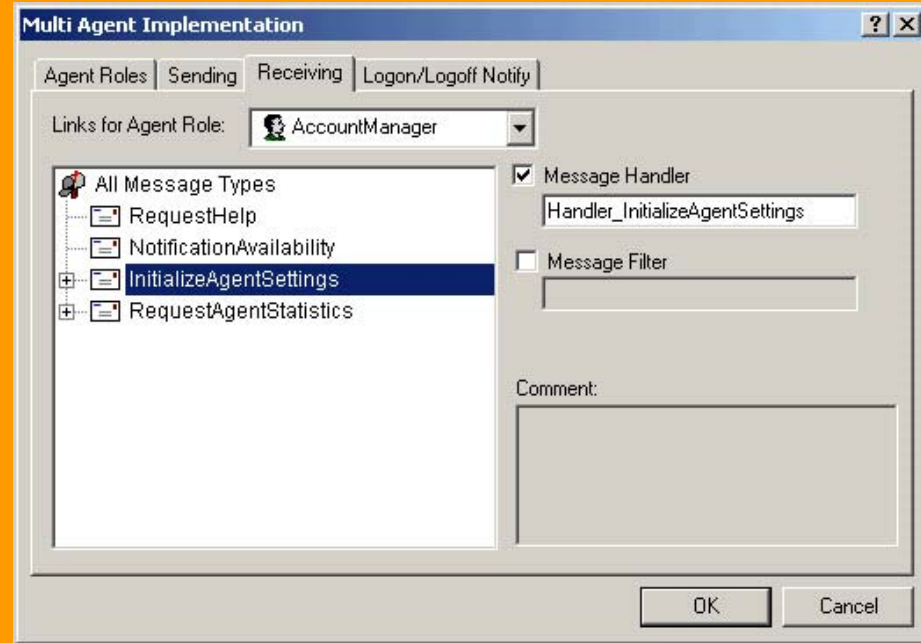 Multi Agent Implementation
Agent Roles Sending Receiving Logon/Logoff Notify
Links for Agent Role: AccountManager
All Message Types
RequestHelp
NotificationAvailability
InitializeAgentSettings
RequestAgentStatistics
Message Handler
Handler_InitializeAgentSettings
Message Filter
Comment:
OK Cancel